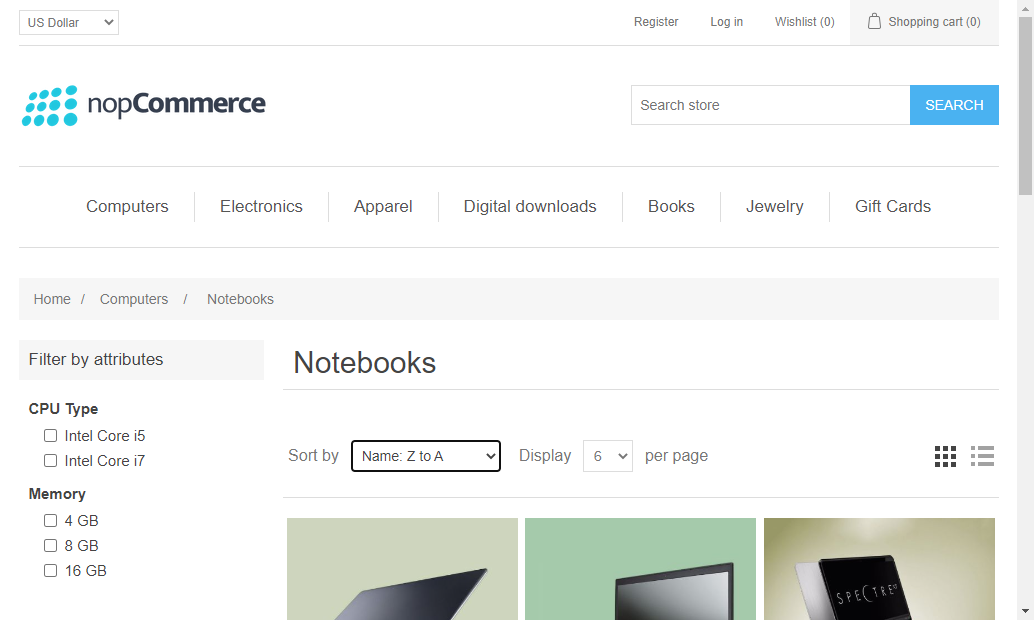 US Dollar
Register
Log in
Wishlist (0)
Shopping cart (0)
nopCommerce
Search store
SEARCH
Computers
Electronics
Apparel
Digital downloads
Books
Jewelry
Gift Cards
Home / Computers / Notebooks
Filter by attributes
CPU Type
Intel Core i5
Intel Core i7
Memory
4 GB
8 GB
16 GB
Notebooks
Sort by Name: Z to A Display 6 per page
SPECTRE